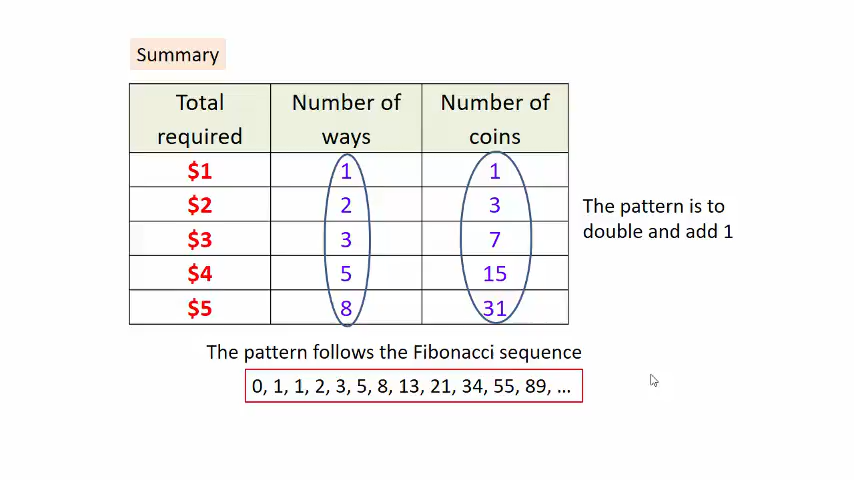 Summary
Total required | Number of ways | Number of coins
$1 | 1 | 1
$2 | 2 | 3
$3 | 3 | 7
$4 | 5 | 15
$5 | 8 | 31
The pattern is to
double and add 1
The pattern follows the Fibonacci sequence
0, 1, 1, 2, 3, 5, 8, 13, 21, 34, 55, 89, ...